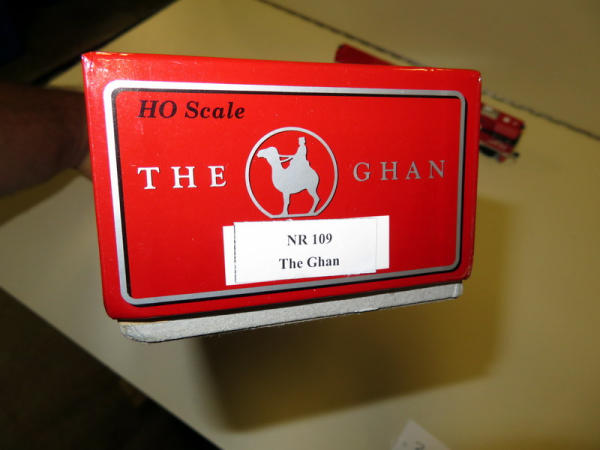 HO Scale
THE GHAN
NR 109
The Ghan